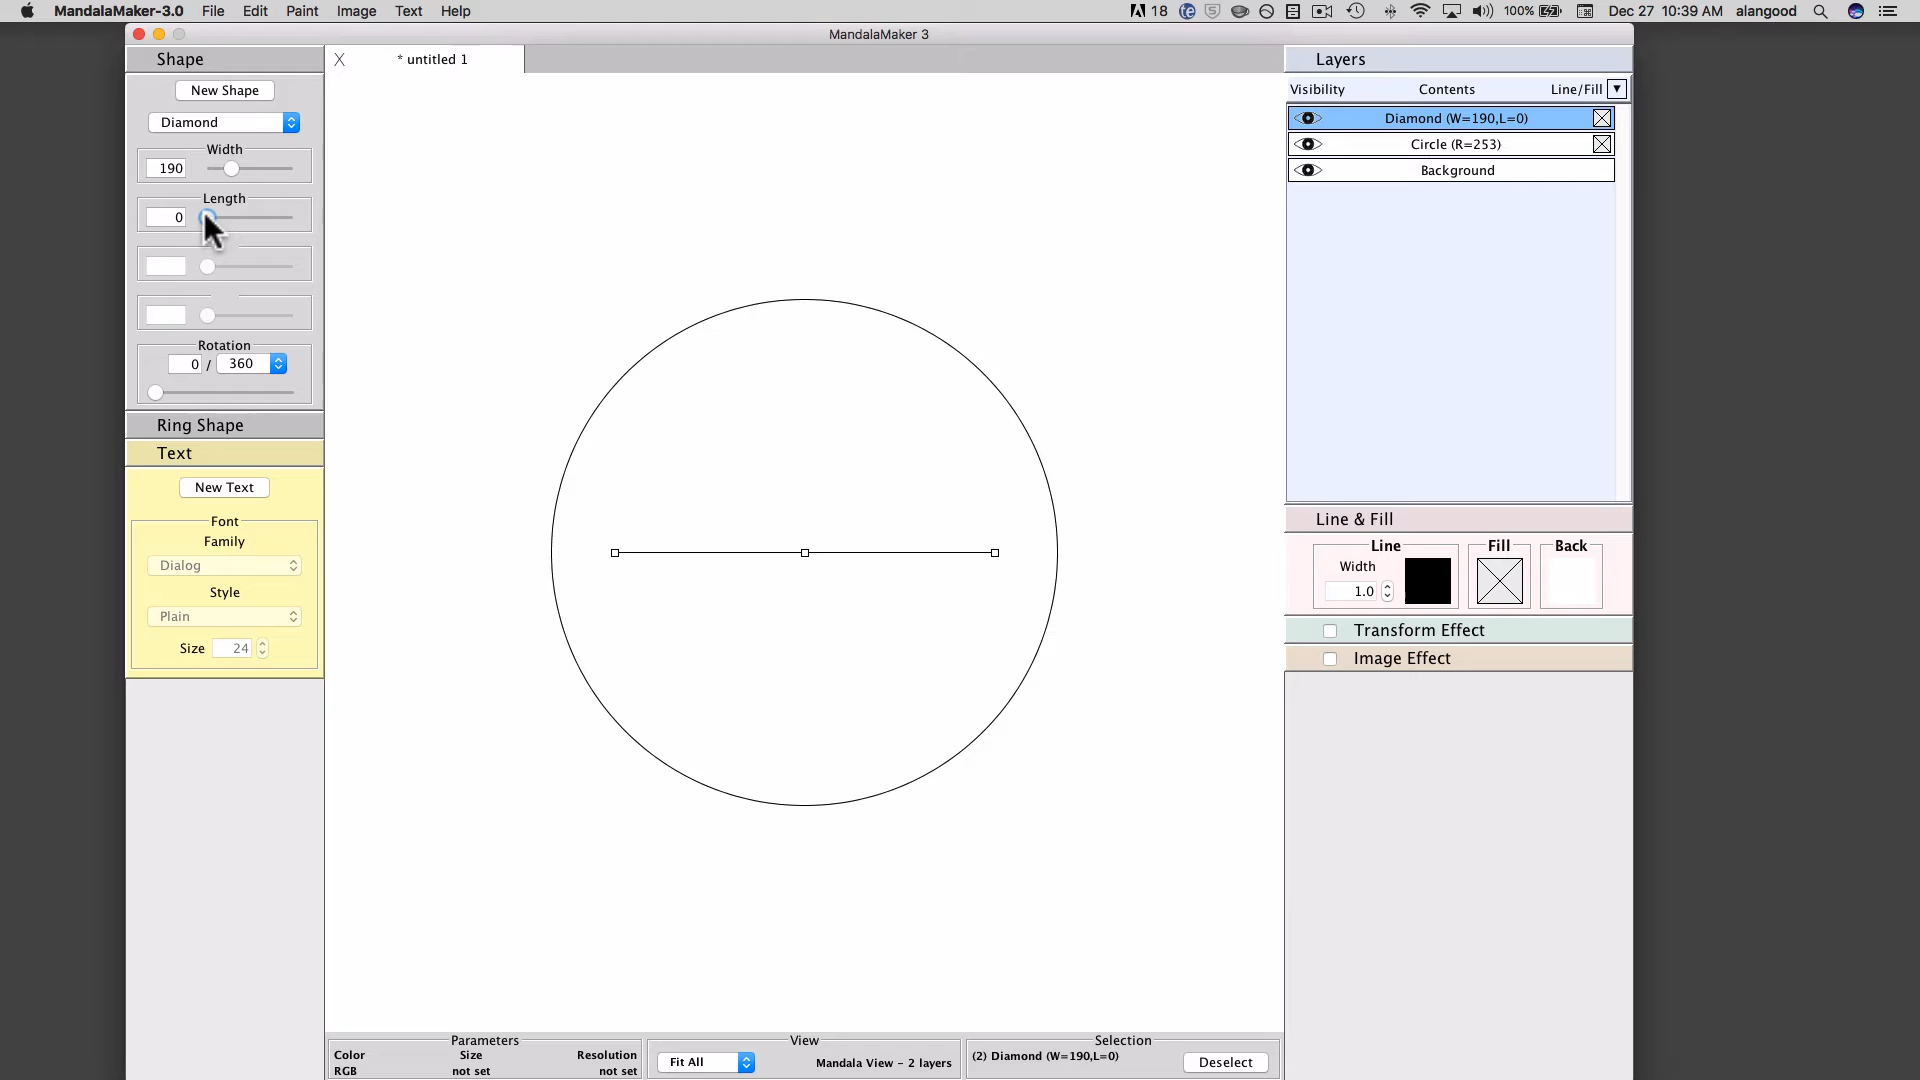 MandalaMaker-3.0 File Edit Paint Image Text Help 18 100% Dec 27 10:39 AM alangood
MandalaMaker 3
Shape
X * untitled 1
New Shape
Diamond
Width
190
Length
0
Rotation
0 / 360
Ring Shape
Text
New Text
Font
Family
Dialog
Style
Plain
Size 24
Layers
Visibility Contents Line/Fill
Diamond (W=190,L=0)
Circle (R=253)
Background
Line & Fill
Line Fill Back
Width
1.0
Transform Effect
Image Effect
Parameters
Color Size Resolution
RGB not set not set
View
Fit All Mandala View - 2 layers
Selection
(2) Diamond (W=190,L=0)
Deselect